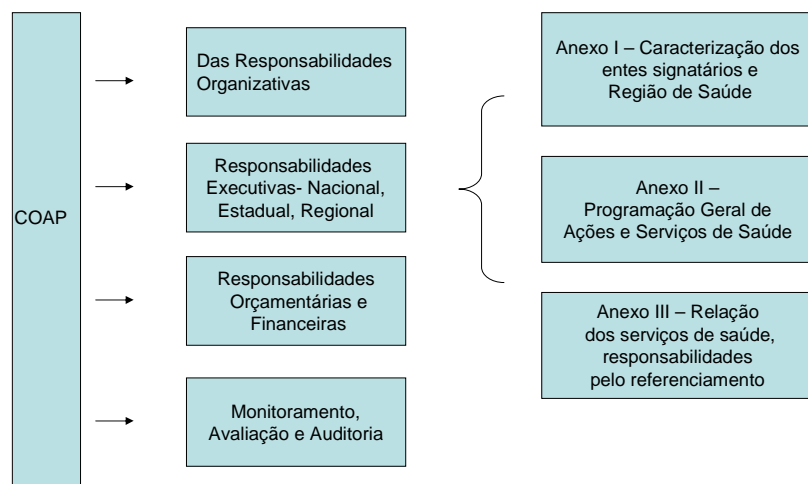 COAP
Das Responsabilidades
Organizativas
Responsabilidades
Executivas- Nacional,
Estadual, Regional
Responsabilidades
Orçamentárias e
Financeiras
Monitoramento,
Avaliação e Auditoria
Anexo I – Caracterização dos
entes signatários e
Região de Saúde
Anexo II –
Programação Geral de
Ações e Serviços de Saúde
Anexo III – Relação
dos serviços de saúde,
responsabilidades
pelo referenciamento